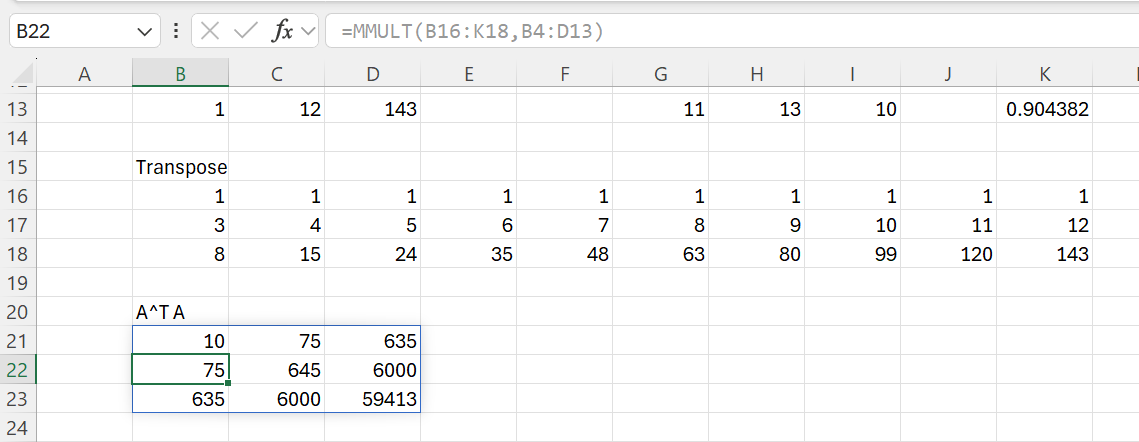 B22 fx =MMULT(B16:K18,B4:D13)
A B C D E F G H I J K
13 1 12 143 11 13 10 0.904382
14
15 Transpose
16 1 1 1 1 1 1 1 1 1 1
17 3 4 5 6 7 8 9 10 11 12
18 8 15 24 35 48 63 80 99 120 143
19
20 A^T A
21 10 75 635
22 75 645 6000
23 635 6000 59413
24